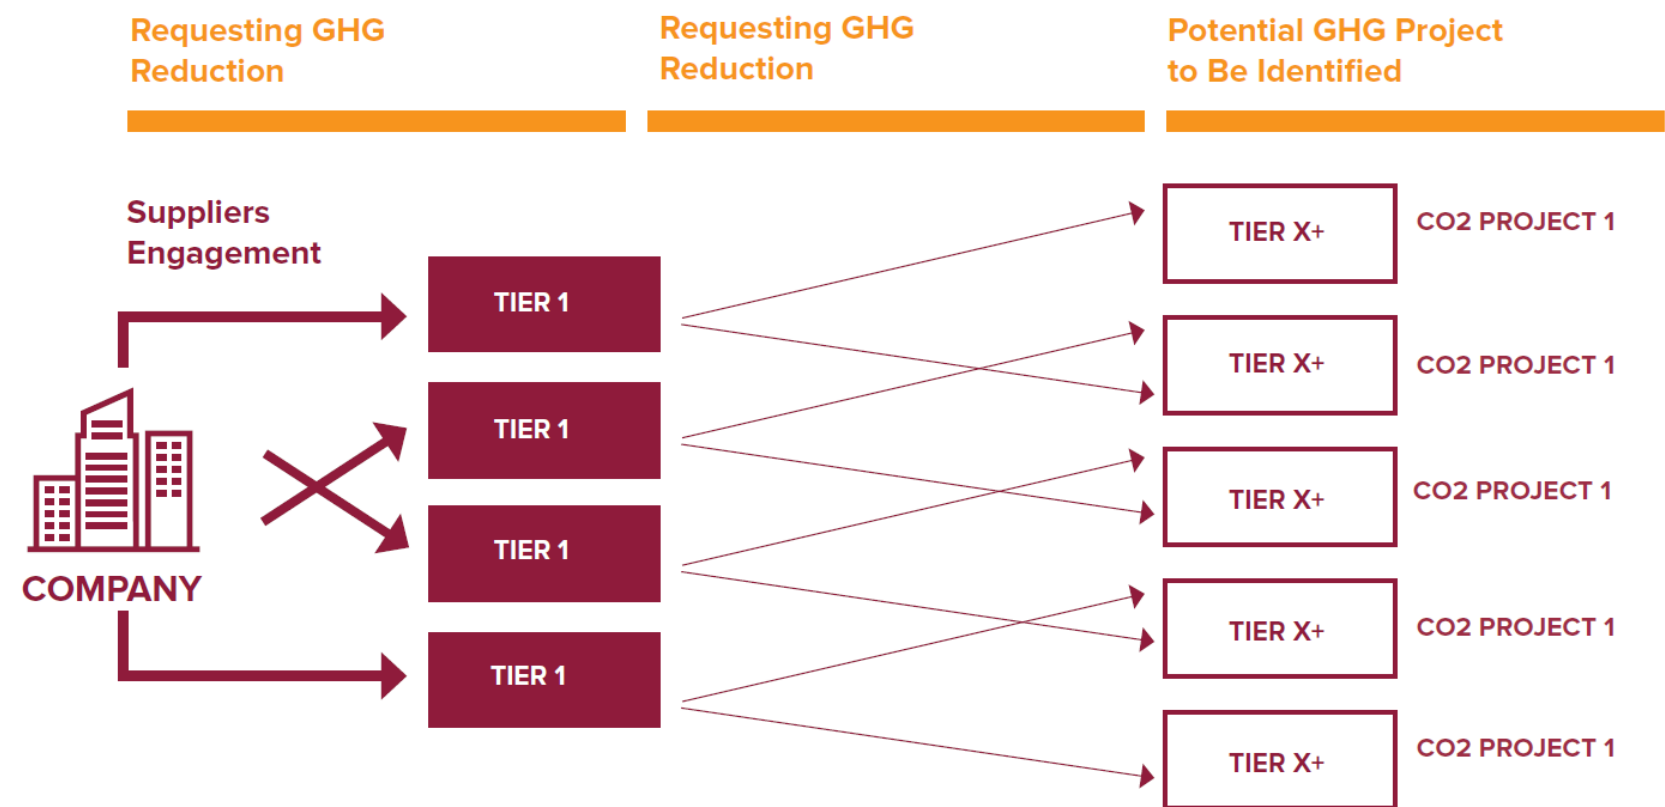 Requesting GHG
Reduction
Requesting GHG
Reduction
Potential GHG Project
to Be Identified
Suppliers
Engagement
COMPANY
TIER 1
TIER 1
TIER 1
TIER 1
TIER X+
CO2 PROJECT 1
TIER X+
CO2 PROJECT 1
TIER X+
CO2 PROJECT 1
TIER X+
CO2 PROJECT 1
TIER X+
CO2 PROJECT 1